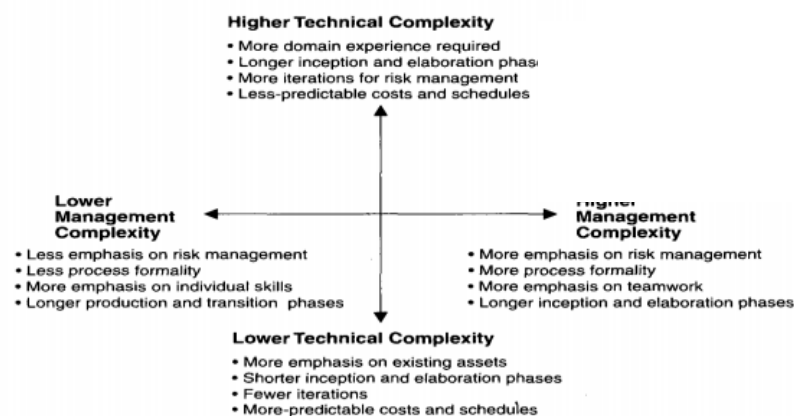 Higher Technical Complexity
• More domain experience required
• Longer inception and elaboration phas
• More iterations for risk management
• Less-predictable costs and schedules
Lower
Management
Complexity
• Less emphasis on risk management
• Less process formality
• More emphasis on individual skills
• Longer production and transition phases
Management
Complexity
• More emphasis on risk management
• More process formality
• More emphasis on teamwork
• Longer inception and elaboration phases
Lower Technical Complexity
• More emphasis on existing assets
• Shorter inception and elaboration phases
• Fewer iterations
• More-predictable costs and schedules